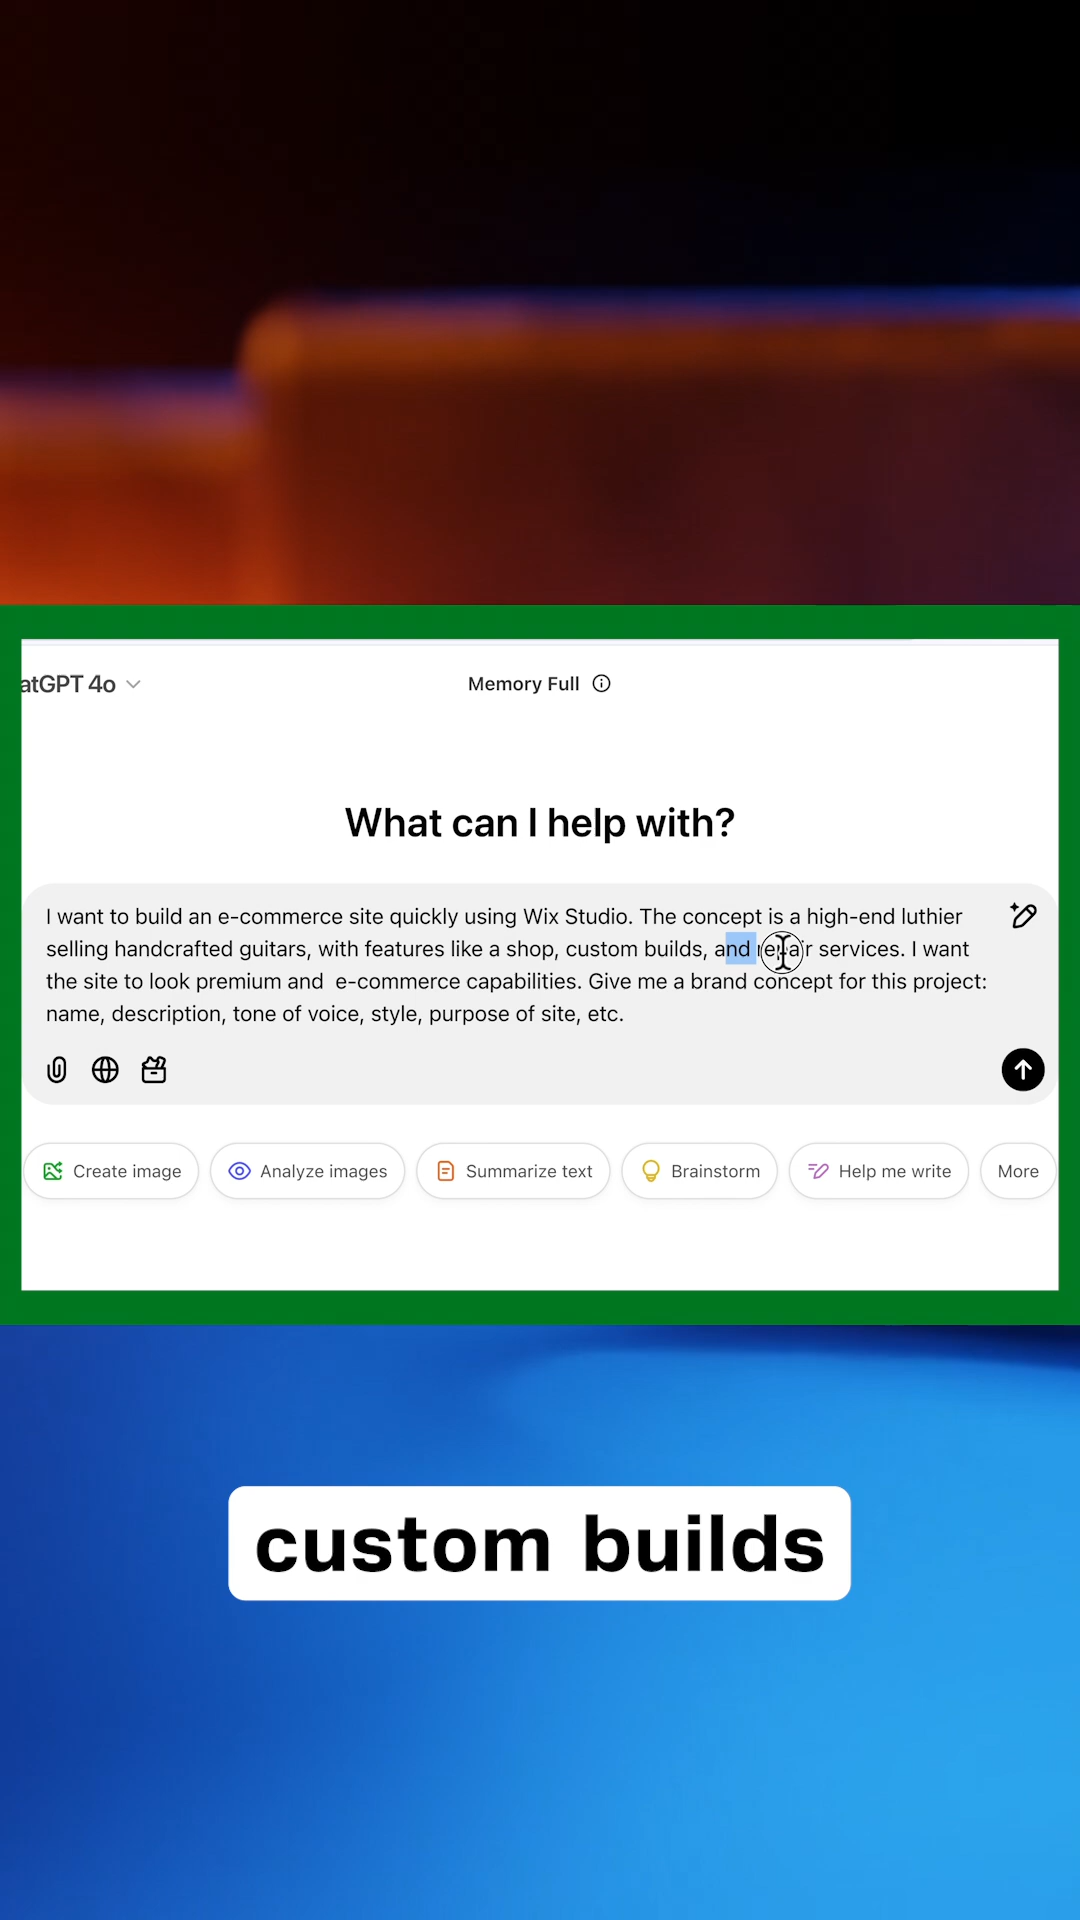 atGPT 4o
Memory Full
What can I help with?
I want to build an e-commerce site quickly using Wix Studio. The concept is a high-end luthier
selling handcrafted guitars, with features like a shop, custom builds, and repair services. I want
the site to look premium and  e-commerce capabilities. Give me a brand concept for this project:
name, description, tone of voice, style, purpose of site, etc.
Create image
Analyze images
Summarize text
Brainstorm
Help me write
More
custom builds